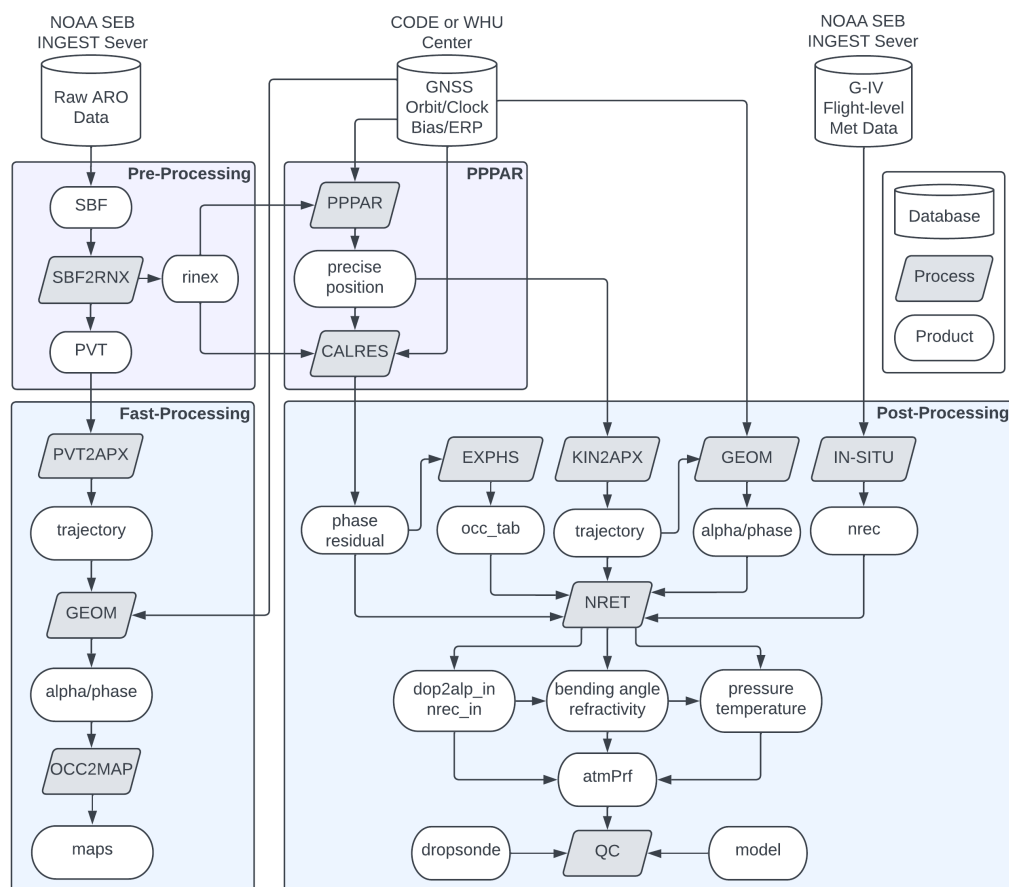 NOAA SEB
INGEST Sever
CODE or WHU
Center
NOAA SEB
INGEST Sever
Raw ARO
Data
GNSS
Orbit/Clock
Bias/ERP
G-IV
Flight-level
Met Data
Pre-Processing
SBF
SBF2RNX
rinex
PVT
PPPAR
PPPAR
precise
position
CALRES
Database
Process
Product
Fast-Processing
PVT2APX
trajectory
GEOM
alpha/phase
OCC2MAP
maps
Post-Processing
EXPHS
KIN2APX
GEOM
IN-SITU
phase
residual
occ_tab
trajectory
alpha/phase
nrec
NRET
dop2alp_in
nrec_in
bending angle
refractivity
pressure
temperature
atmPrf
dropsonde
QC
model